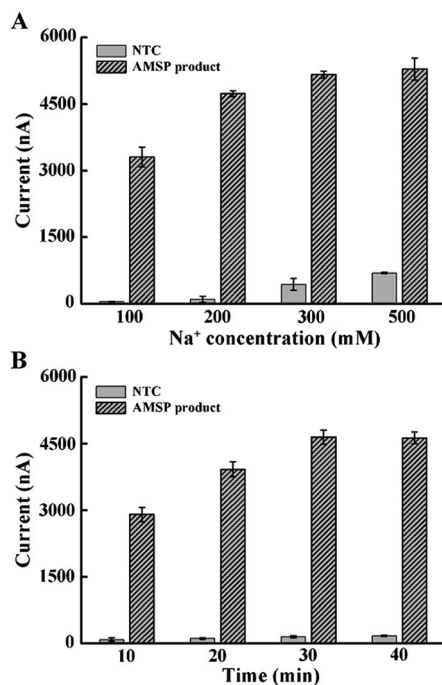 A
6000
NTC
AMSP product
4500
3000
1500
0
Current (nA)
100 200 300 500
Na⁺ concentration (mM)
B
6000
NTC
AMSP product
4500
3000
1500
0
Current (nA)
10 20 30 40
Time (min)